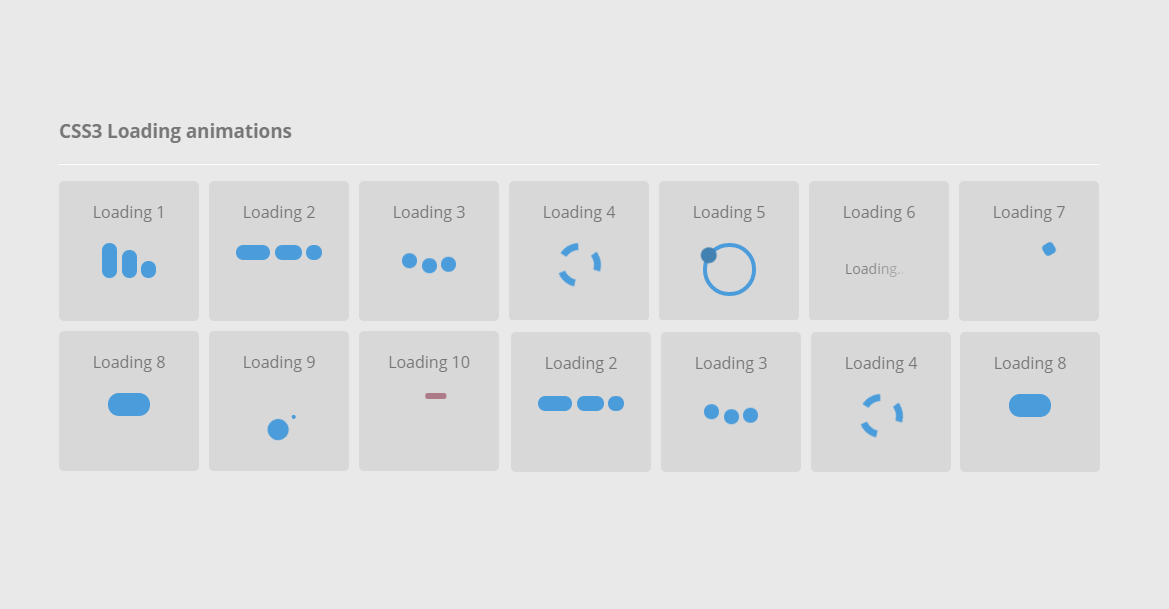 CSS3 Loading animations
Loading 1
Loading 2
Loading 3
Loading 4
Loading 5
Loading 6
Loading..
Loading 7
Loading 8
Loading 9
Loading 10
Loading 2
Loading 3
Loading 4
Loading 8